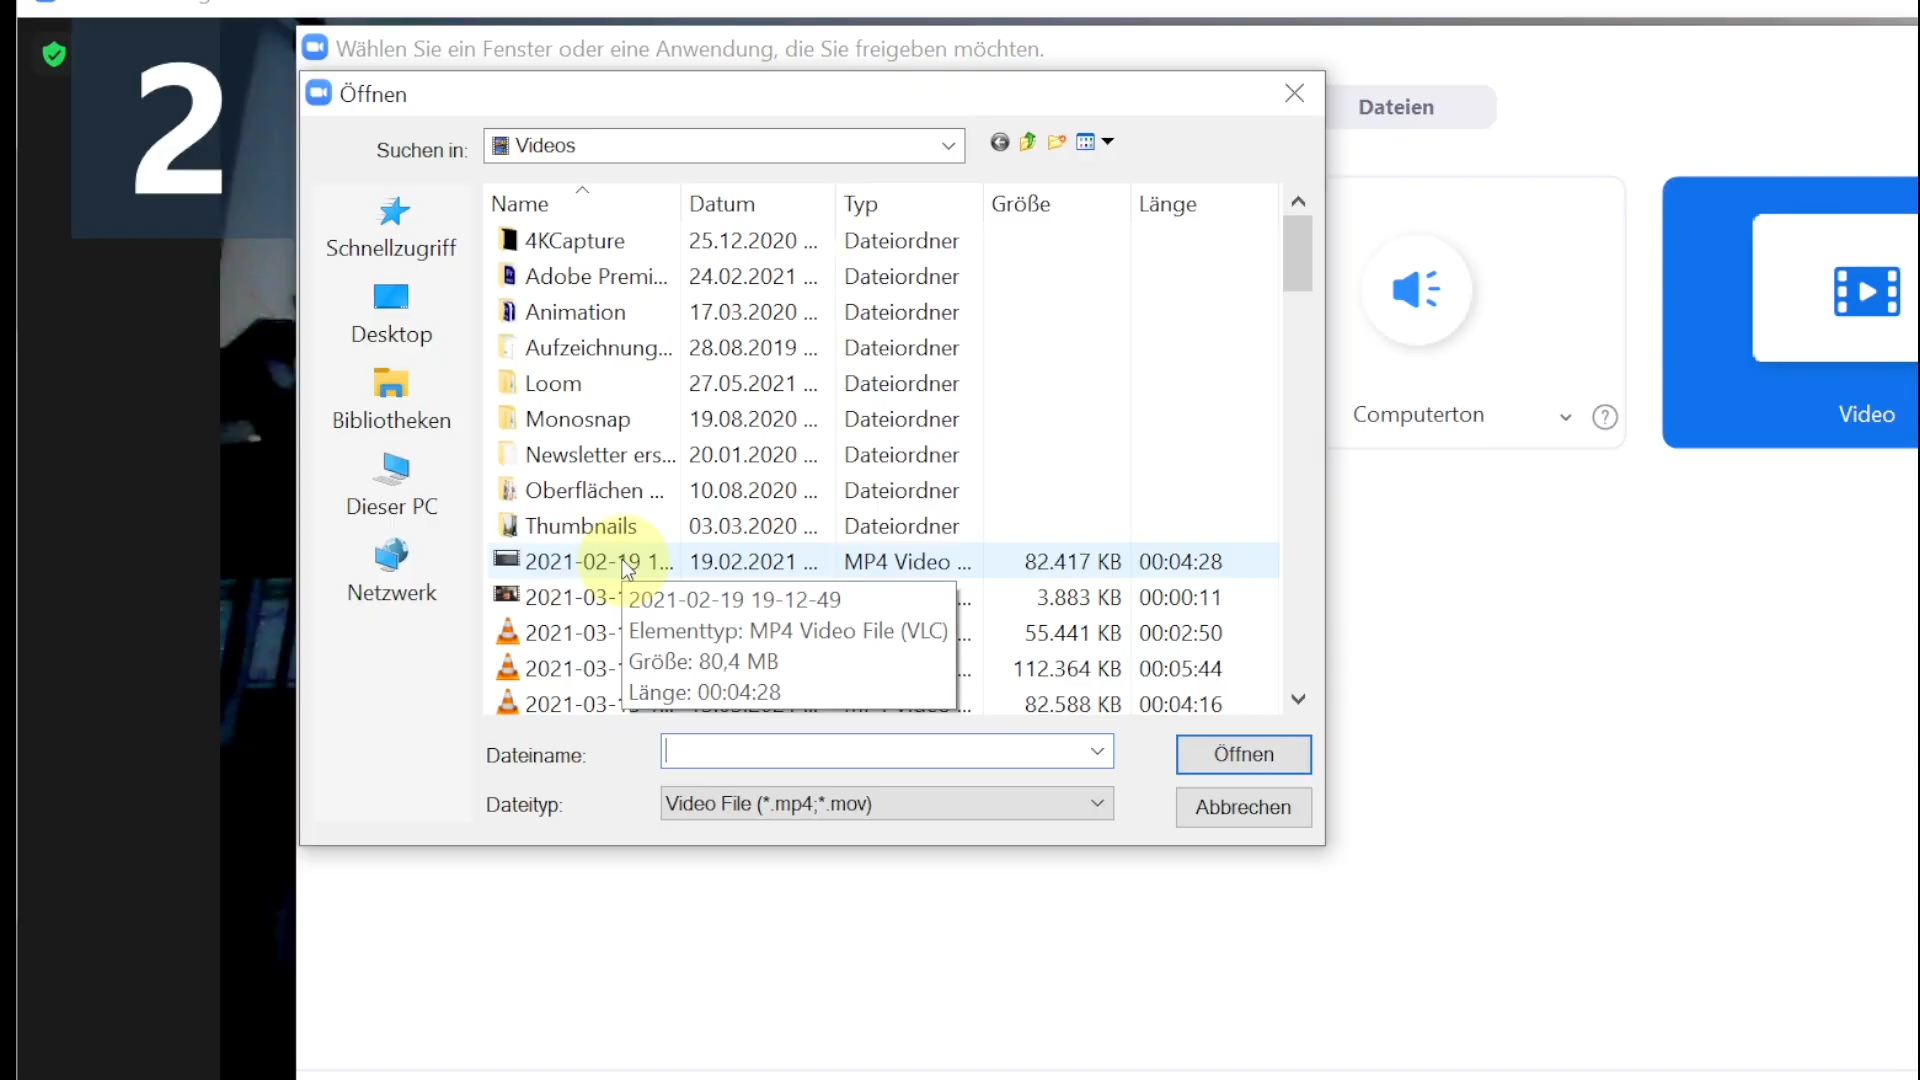 2
Wählen Sie ein Fenster oder eine Anwendung, die Sie freigeben möchten.
Öffnen
Dateien
Suchen in: Videos
Name Datum Typ Größe Länge
Schnellzugriff
Desktop
Bibliotheken
Dieser PC
Netzwerk
4KCapture 25.12.2020 ... Dateiordner
Adobe Premi... 24.02.2021 ... Dateiordner
Animation 17.03.2020 ... Dateiordner
Aufzeichnung... 28.08.2019 ... Dateiordner
Loom 27.05.2021 ... Dateiordner
Monosnap 19.08.2020 ... Dateiordner
Newsletter ers... 20.01.2020 ... Dateiordner
Oberflächen ... 10.08.2020 ... Dateiordner
Thumbnails 03.03.2020 ... Dateiordner
2021-02-19 1... 19.02.2021 ... MP4 Video ... 82.417 KB 00:04:28
2021-03- ... 3.883 KB 00:00:11
2021-03- ... 55.441 KB 00:02:50
2021-03- ... 112.364 KB 00:05:44
2021-03- ... 82.588 KB 00:04:16
2021-02-19 19-12-49
Elementtyp: MP4 Video File (VLC)
Größe: 80,4 MB
Länge: 00:04:28
Dateiname:
Öffnen
Dateityp: Video File (*.mp4;*.mov)
Abbrechen
Computerton
?
Video